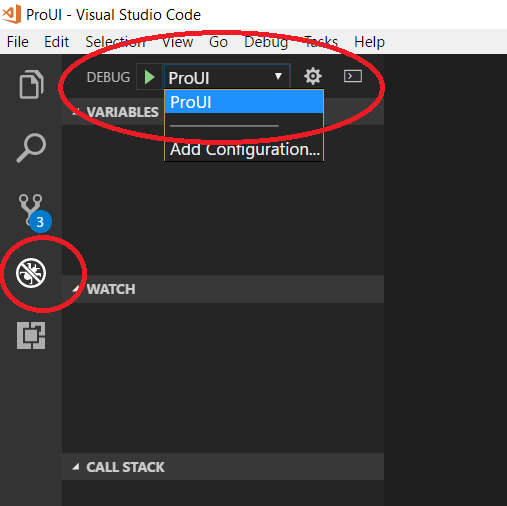 ProUI - Visual Studio Code
File Edit Selection View Go Debug Tasks Help
DEBUG ProUI
ProUI
VARIABLES
Add Configuration...
3
WATCH
CALL STACK